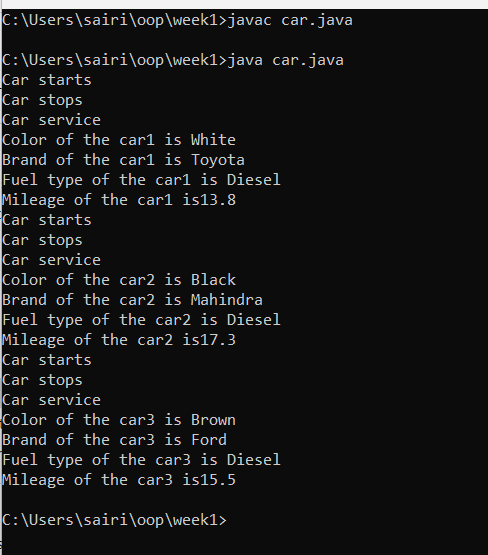 C:\Users\sairi\oop\week1>javac car.java
C:\Users\sairi\oop\week1>java car.java
Car starts
Car stops
Car service
Color of the car1 is White
Brand of the car1 is Toyota
Fuel type of the car1 is Diesel
Mileage of the car1 is13.8
Car starts
Car stops
Car service
Color of the car2 is Black
Brand of the car2 is Mahindra
Fuel type of the car2 is Diesel
Mileage of the car2 is17.3
Car starts
Car stops
Car service
Color of the car3 is Brown
Brand of the car3 is Ford
Fuel type of the car3 is Diesel
Mileage of the car3 is15.5
C:\Users\sairi\oop\week1>